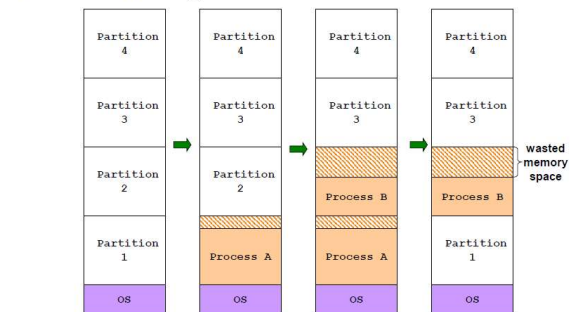 Partition
4
Partition
3
Partition
2
Partition
1
OS
Partition
4
Partition
3
Partition
2
Process A
OS
Partition
4
Partition
3
Process B
Process A
OS
Partition
4
Partition
3
Process B
Partition
1
OS
wasted
memory
space